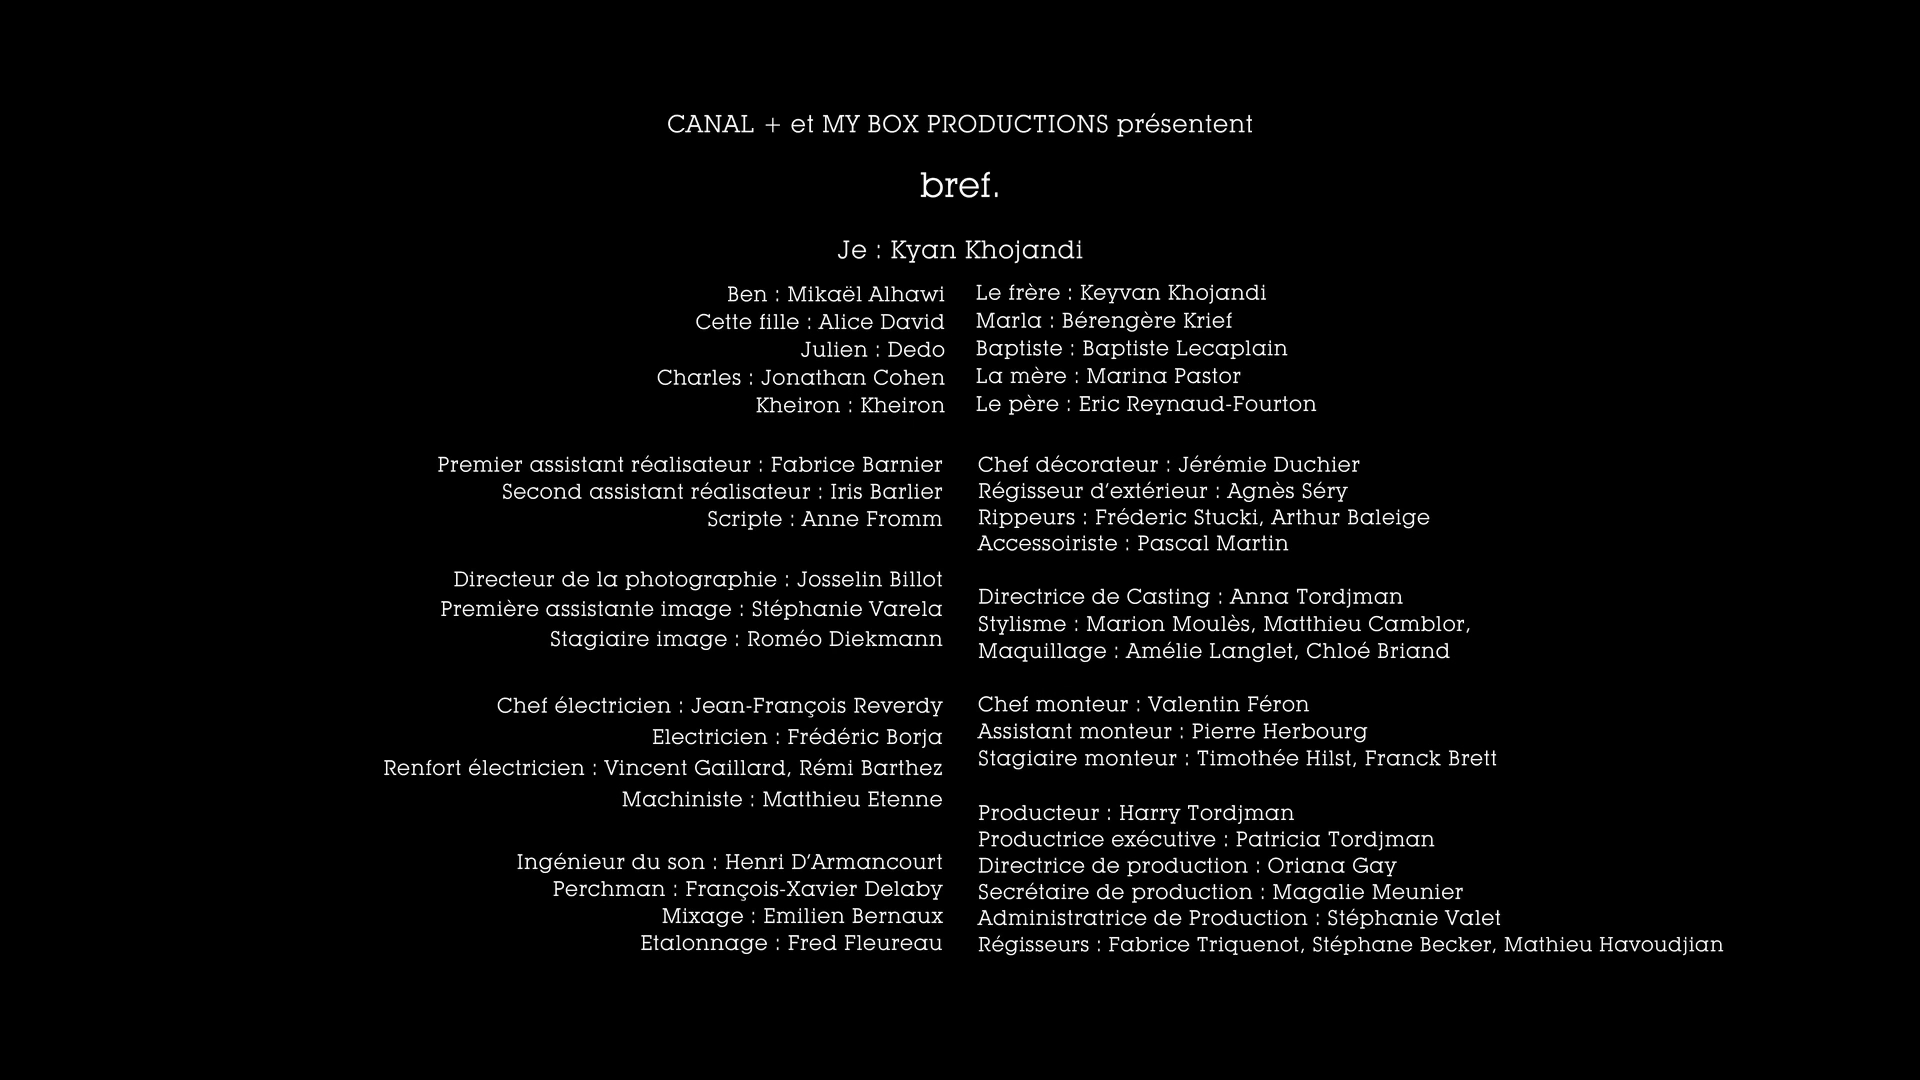 CANAL + et MY BOX PRODUCTIONS présentent
bref.
Je : Kyan Khojandi
Ben : Mikaël Alhawi
Cette fille : Alice David
Julien : Dedo
Charles : Jonathan Cohen
Kheiron : Kheiron
Le frère : Keyvan Khojandi
Marla : Bérengère Krief
Baptiste : Baptiste Lecaplain
La mère : Marina Pastor
Le père : Eric Reynaud-Fourton
Premier assistant réalisateur : Fabrice Barnier
Second assistant réalisateur : Iris Barlier
Scripte : Anne Fromm
Directeur de la photographie : Josselin Billot
Première assistante image : Stéphanie Varela
Stagiaire image : Roméo Diekmann
Chef électricien : Jean-François Reverdy
Electricien : Frédéric Borja
Renfort électricien : Vincent Gaillard, Rémi Barthez
Machiniste : Matthieu Etenne
Ingénieur du son : Henri D’Armancourt
Perchman : François-Xavier Delaby
Mixage : Emilien Bernaux
Etalonnage : Fred Fleureau
Chef décorateur : Jérémie Duchier
Régisseur d’extérieur : Agnès Séry
Rippeurs : Fréderic Stucki, Arthur Baleige
Accessoiriste : Pascal Martin
Directrice de Casting : Anna Tordjman
Stylisme : Marion Moulès, Matthieu Camblor,
Maquillage : Amélie Langlet, Chloé Briand
Chef monteur : Valentin Féron
Assistant monteur : Pierre Herbourg
Stagiaire monteur : Timothée Hilst, Franck Brett
Producteur : Harry Tordjman
Productrice exécutive : Patricia Tordjman
Directrice de production : Oriana Gay
Secrétaire de production : Magalie Meunier
Administratrice de Production : Stéphanie Valet
Régisseurs : Fabrice Triquenot, Stéphane Becker, Mathieu Havoudjian